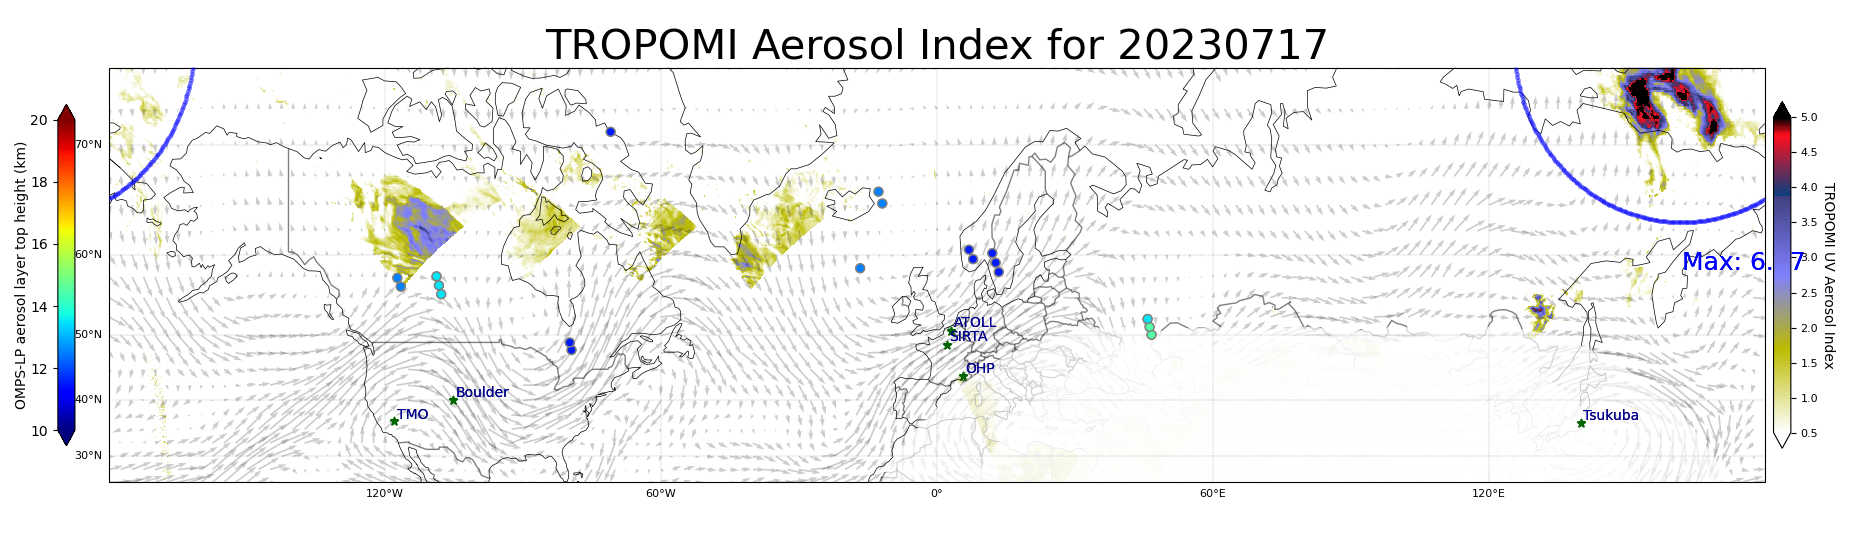 TROPOMI Aerosol Index for 20230717
OMPS-LP aerosol layer top height (km)
20
18
16
14
12
10
70°N
60°N
50°N
40°N
30°N
120°W
60°W
0°
60°E
120°E
ATOLL
SIRTA
OHP
Boulder
TMO
Tsukuba
Max:
5.0
4.5
4.0
3.5
3.0
2.5
2.0
1.5
1.0
0.5
TROPOMI UV Aerosol Index